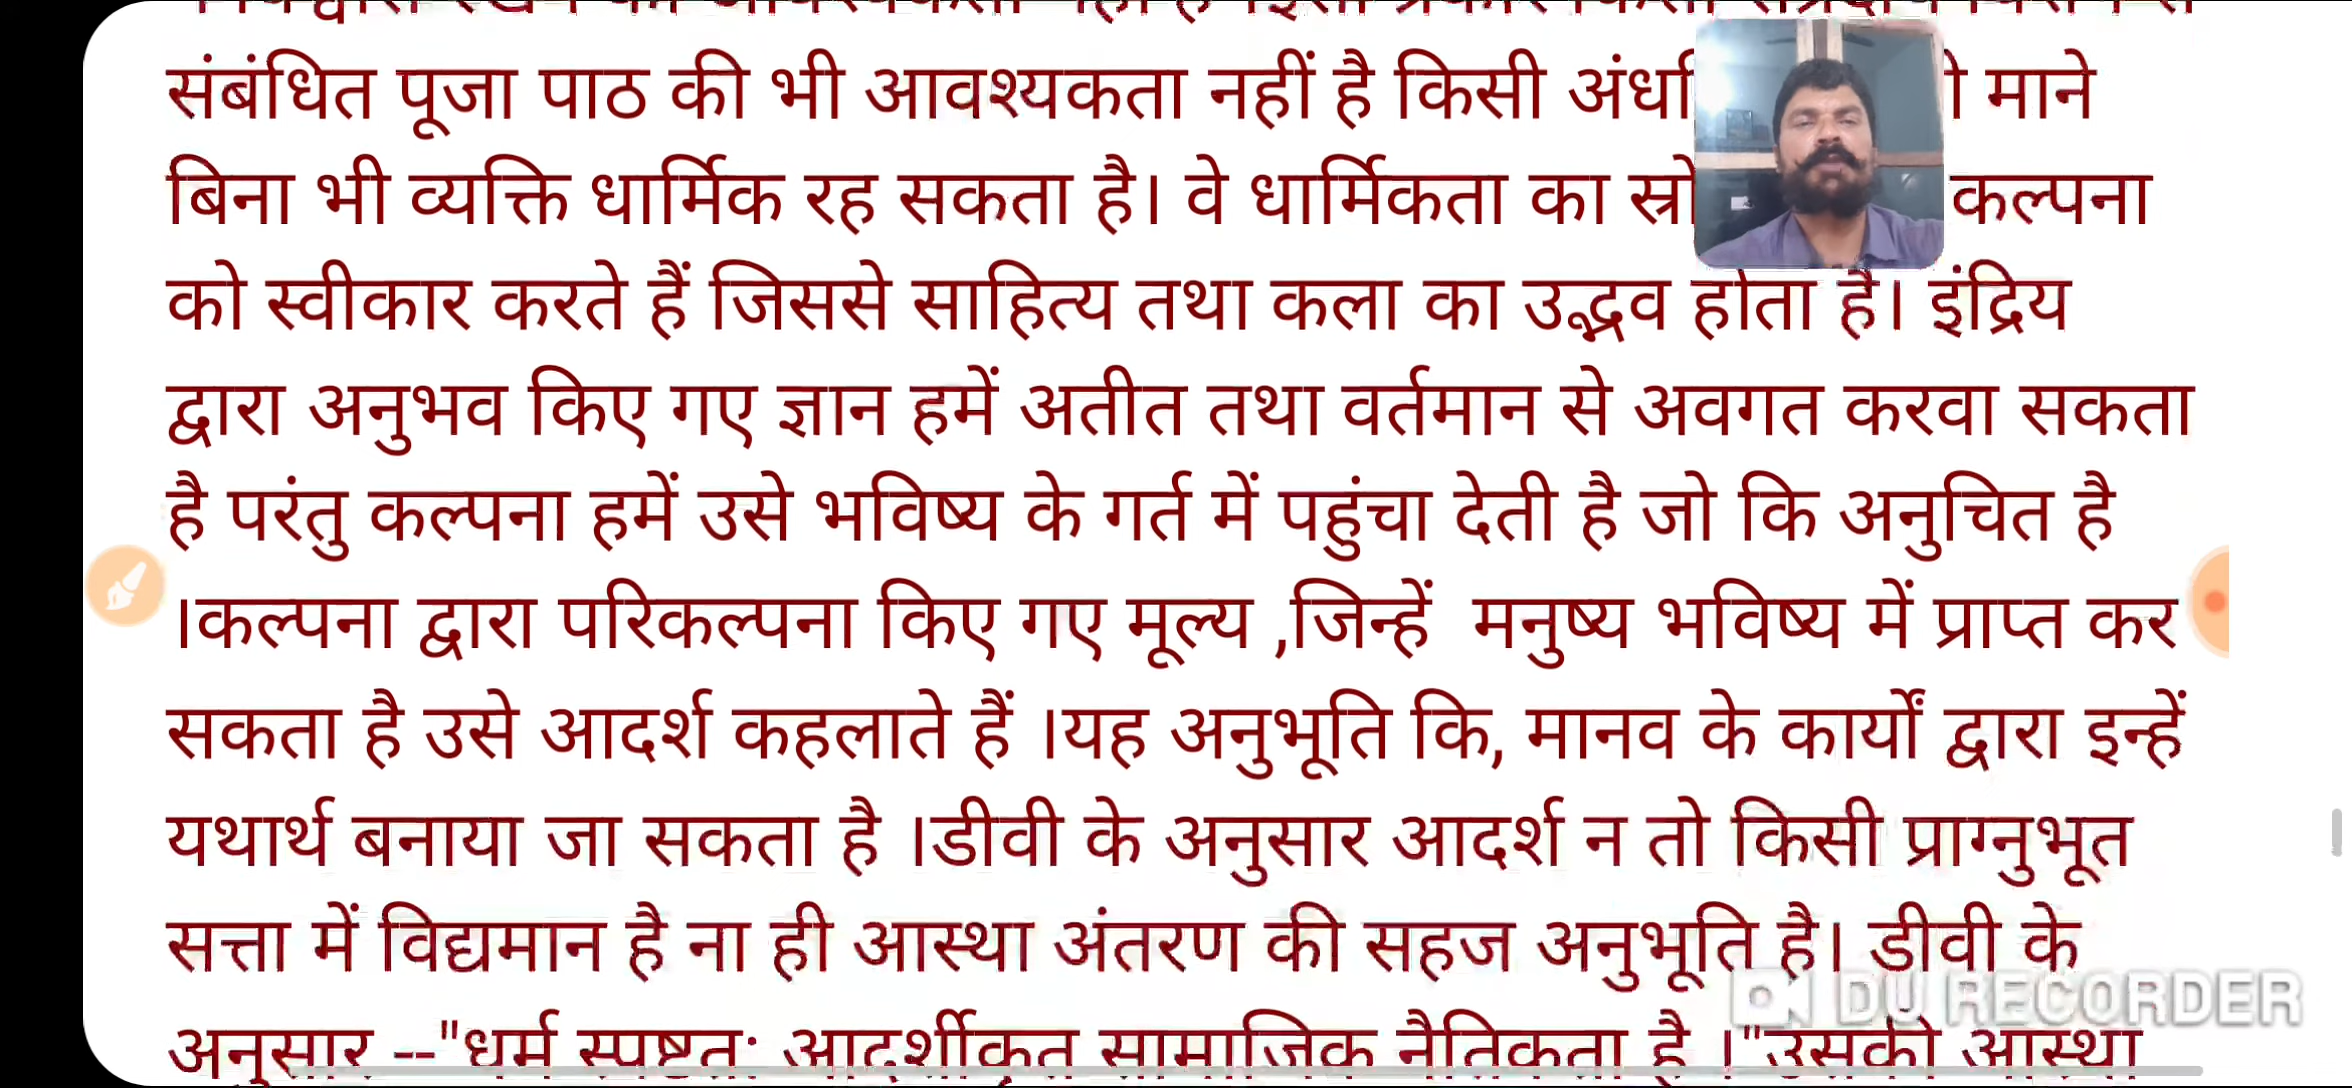 संबंधित पूजा पाठ की भी आवश्यकता नहीं है किसी माने
बिना भी व्यक्ति धार्मिक रह सकता है। वे धार्मिकता का कल्पना
को स्वीकार करते हैं जिससे साहित्य तथा कला का उद्भव होता है। इंद्रिय
द्वारा अनुभव किए गए ज्ञान हमें अतीत तथा वर्तमान से अवगत करवा सकता
है परंतु कल्पना हमें उसे भविष्य के गर्त में पहुंचा देती है जो कि अनुचित है
।कल्पना द्वारा परिकल्पना किए गए मूल्य ,जिन्हें मनुष्य भविष्य में प्राप्त कर
सकता है उसे आदर्श कहलाते हैं ।यह अनुभूति कि, मानव के कार्यों द्वारा इन्हें
यथार्थ बनाया जा सकता है ।डीवी के अनुसार आदर्श न तो किसी प्राग्नुभूत
सत्ता में विद्यमान है ना ही आस्था अंतरण की सहज अनुभूति है। डीवी के
अनुसार --"धर्म स्पष्टत: आदर्शीकृत सामाजिक नैतिकता है ।"उसकी आस्था
DU RECORDER